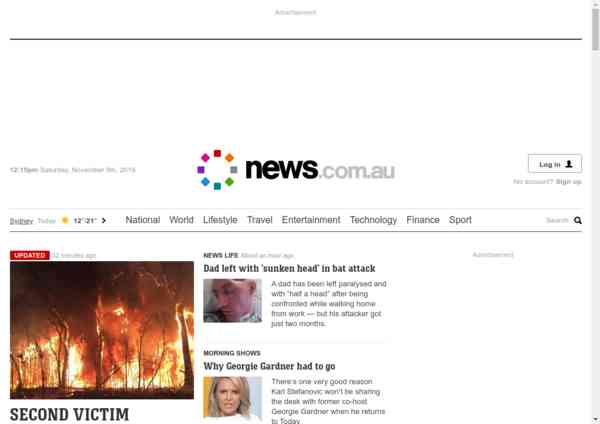 Advertisement
news.com.au
12:15pm Saturday, November 9th, 2019
Log in
No account? Sign up
Sydney Today 12°-21° National World Lifestyle Travel Entertainment Technology Finance Sport Search
UPDATED 12 minutes ago
SECOND VICTIM
NEWS LIFE About an hour ago
Dad left with 'sunken head' in bat attack
A dad has been left paralysed and
with “half a head” after being
confronted while walking home
from work — but his attacker got
just two months.
MORNING SHOWS
Why Georgie Gardner had to go
There's one very good reason
Karl Stefanovic won't be sharing
the desk with former co-host
Georgie Gardner when he returns
to Today.
Advertisement